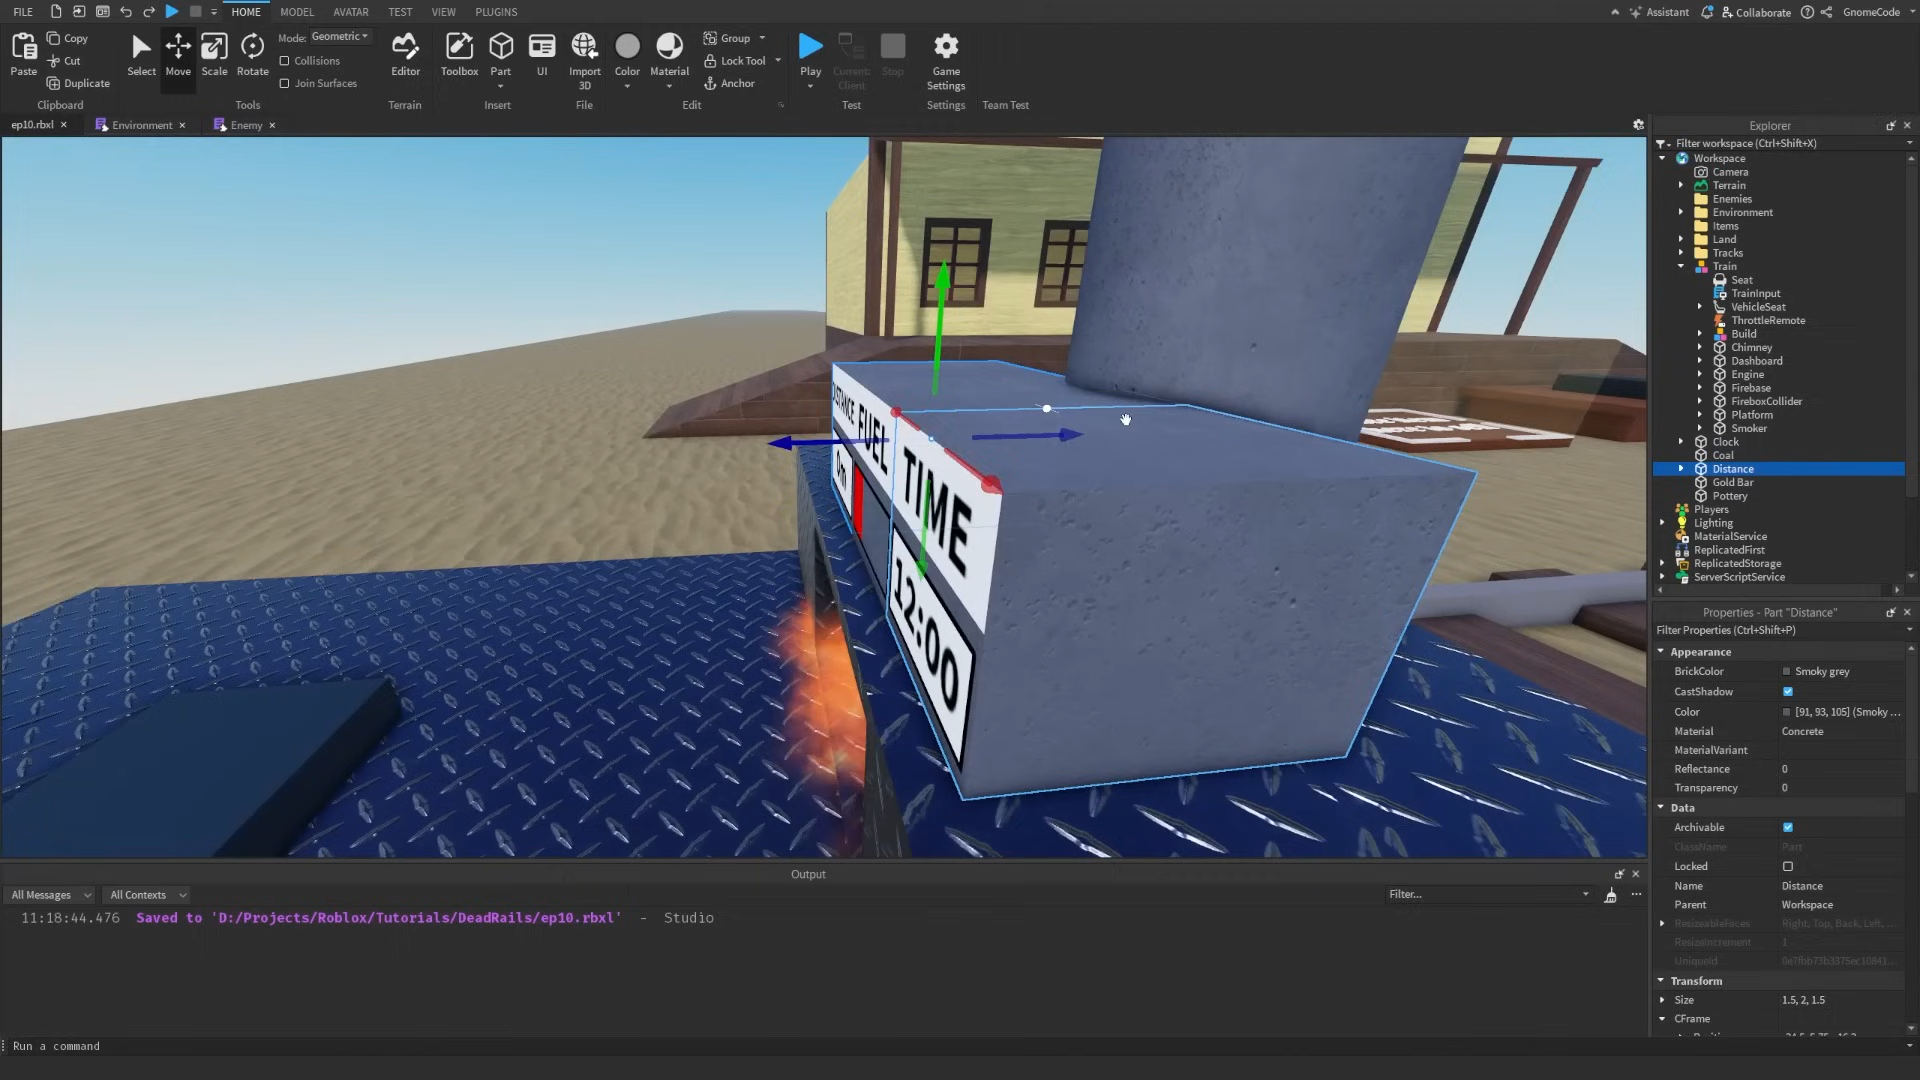 FILE HOME MODEL AVATAR TEST VIEW PLUGINS Assistant Collaborate GnomeCode
Paste Copy Cut Duplicate Clipboard
Select Move Scale Rotate Mode: Geometric Collisions Join Surfaces Tools
Editor Terrain
Toolbox Part UI Insert
Import 3D File
Color Material Group Lock Tool Anchor Edit
Play Current: Client Stop Test
Game Settings Settings
Team Test
ep10.rbxl Environment Enemy
DISTANCE FUEL TIME
0m 12:00
Explorer
Filter workspace (Ctrl+Shift+X)
Workspace
Camera
Terrain
Enemies
Environment
Items
Land
Tracks
Train
Seat
TrainInput
VehicleSeat
ThrottleRemote
Build
Chimney
Dashboard
Engine
Firebase
FireboxCollider
Platform
Smoker
Clock
Coal
Distance
Gold Bar
Pottery
Players
Lighting
MaterialService
ReplicatedFirst
ReplicatedStorage
ServerScriptService
Properties - Part "Distance"
Filter Properties (Ctrl+Shift+P)
Appearance
BrickColor Smoky grey
CastShadow
Color [91, 93, 105] (Smoky ...
Material Concrete
MaterialVariant
Reflectance 0
Transparency 0
Data
Archivable
ClassName Part
Locked
Name Distance
Parent Workspace
ResizeableFaces Right, Top, Back, Left, ...
ResizeIncrement 1
UniqueId
Transform
Size 1.5, 2, 1.5
CFrame
Output
All Messages All Contexts Filter...
11:18:44.476 Saved to 'D:/Projects/Roblox/Tutorials/DeadRails/ep10.rbxl' - Studio
Run a command